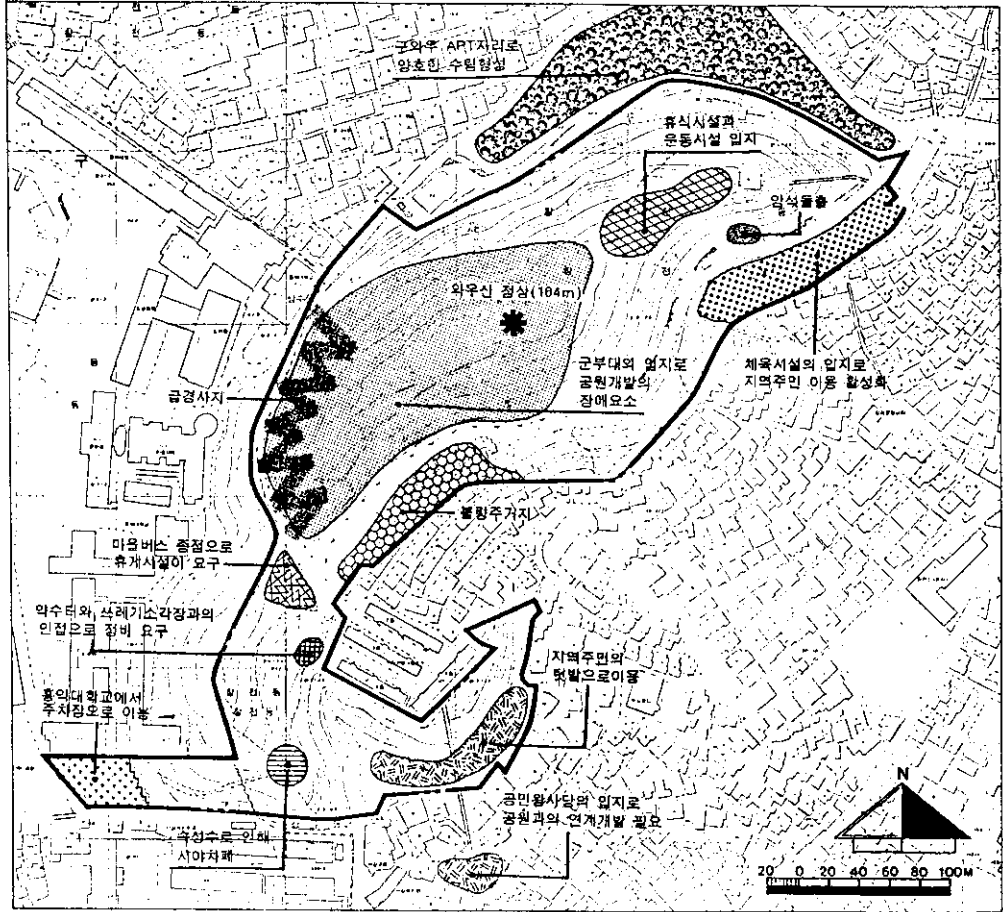 구와우 APT자리로
양호한 수림형성
휴식시설과
운동시설 입지
암석돌출
와우산 정상(104m)
군부대의 입지로
공원개발의
장애요소
체육시설의 입지로
지역주민 이용 활성화
급경사지
불량주거지
마을버스 종점으로
휴게시설이 요구
약수터와 쓰레기소각장과의
인접으로 정비 요구
지역주민의
텃밭으로이용
홍익대학교에서
주차장으로 이용
공민왕사당의 입지로
공원과의 연계개발 필요
속성수로 인해
시야차폐
N
20 0 20 40 60 80 100M